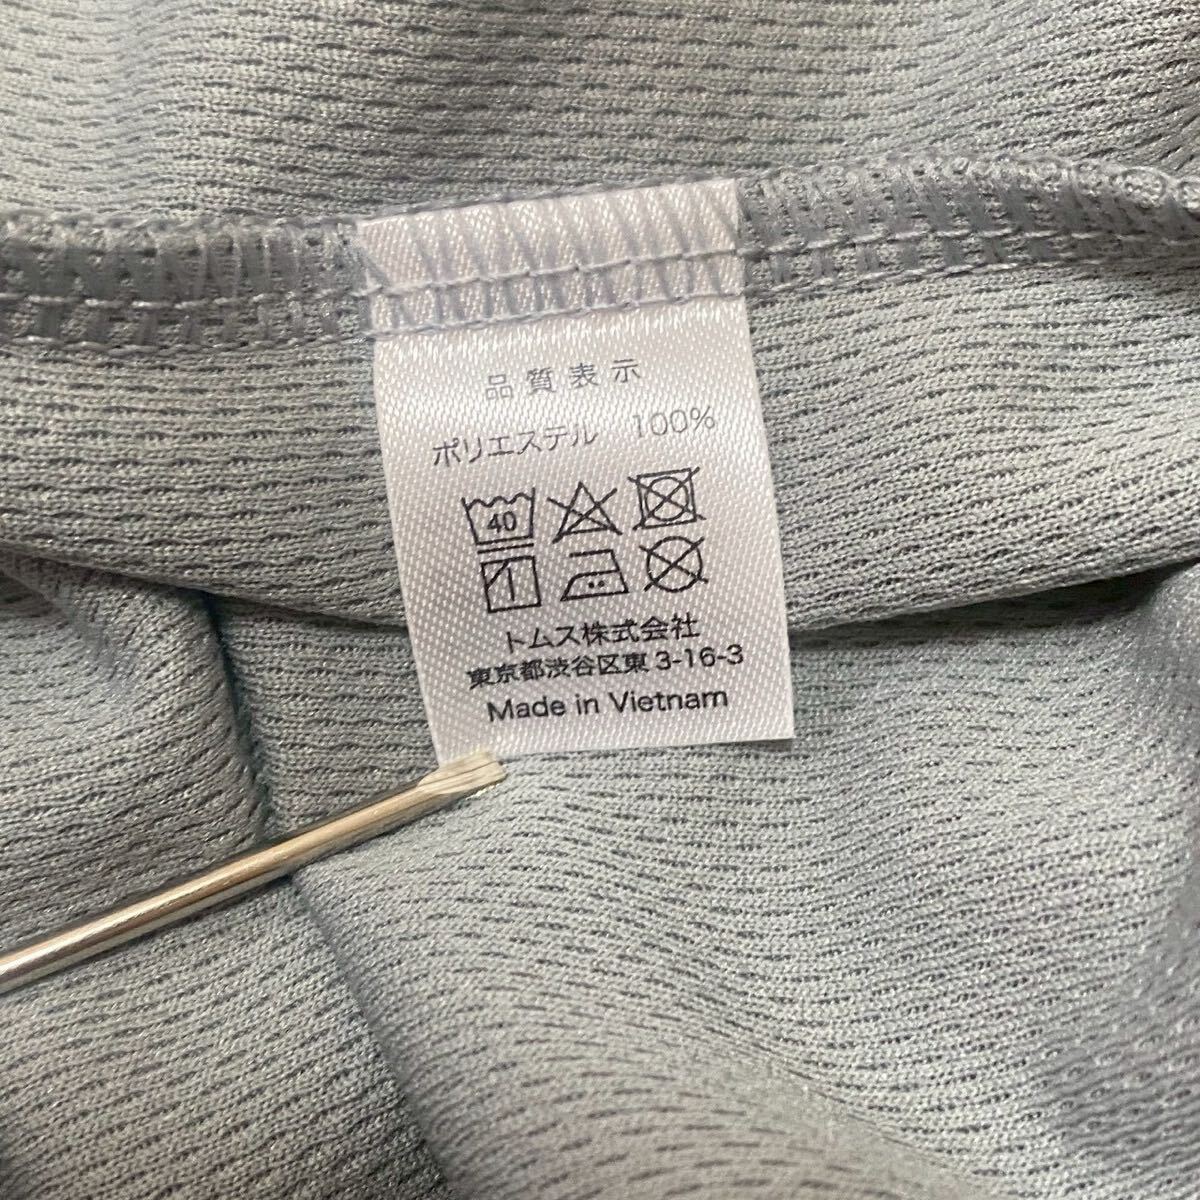 品質表示
ポリエステル 100%
40
トムス株式会社
東京都渋谷区東3-16-3
Made in Vietnam